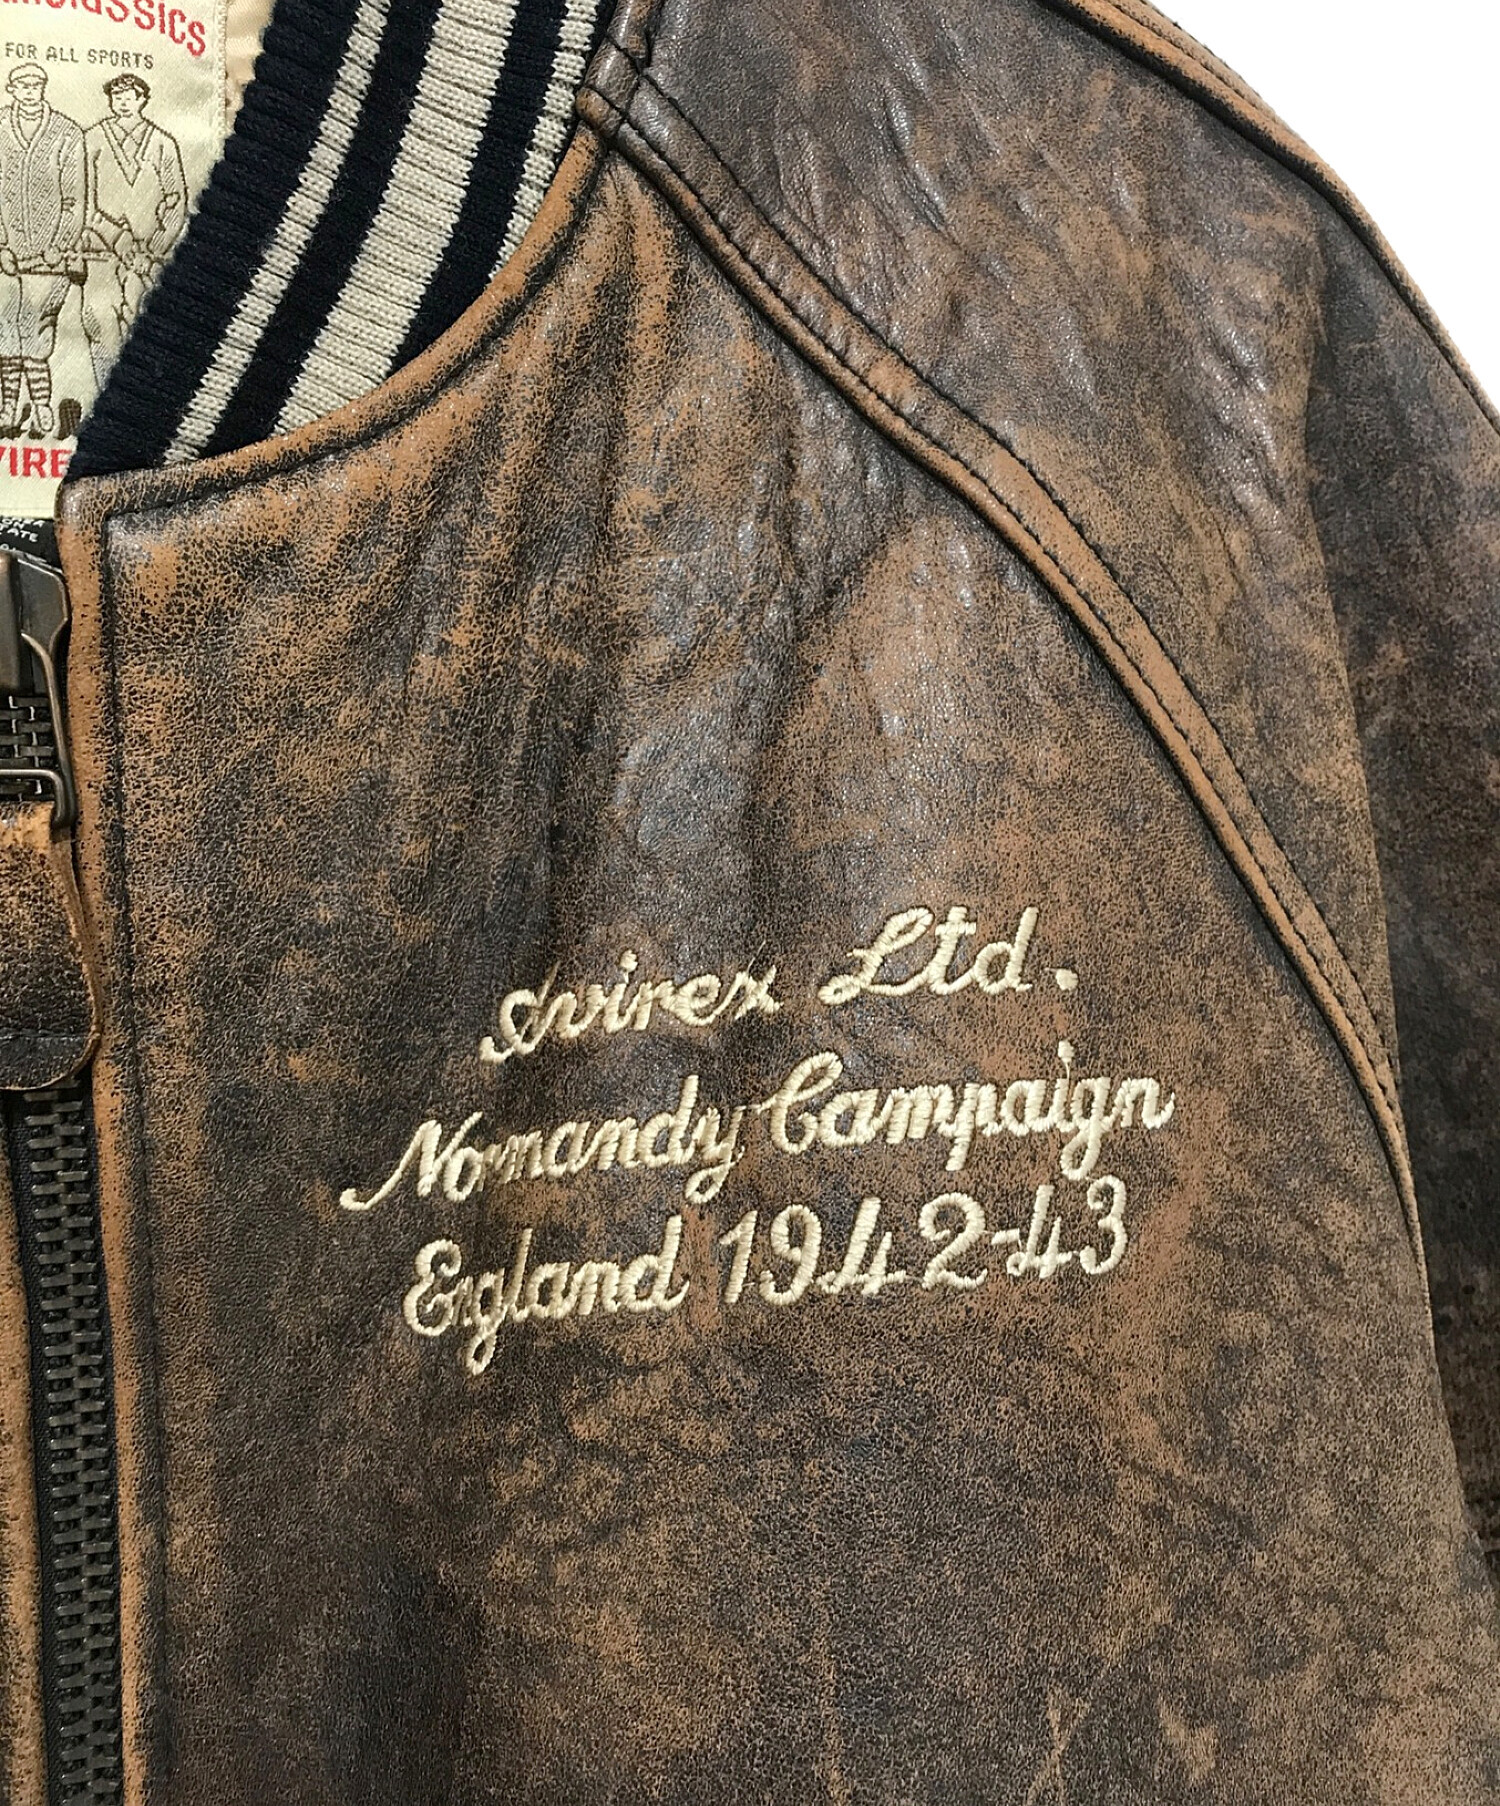 FOR ALL SPORTS
Avirex Ltd.
Normandy Campaign
England 1942-43